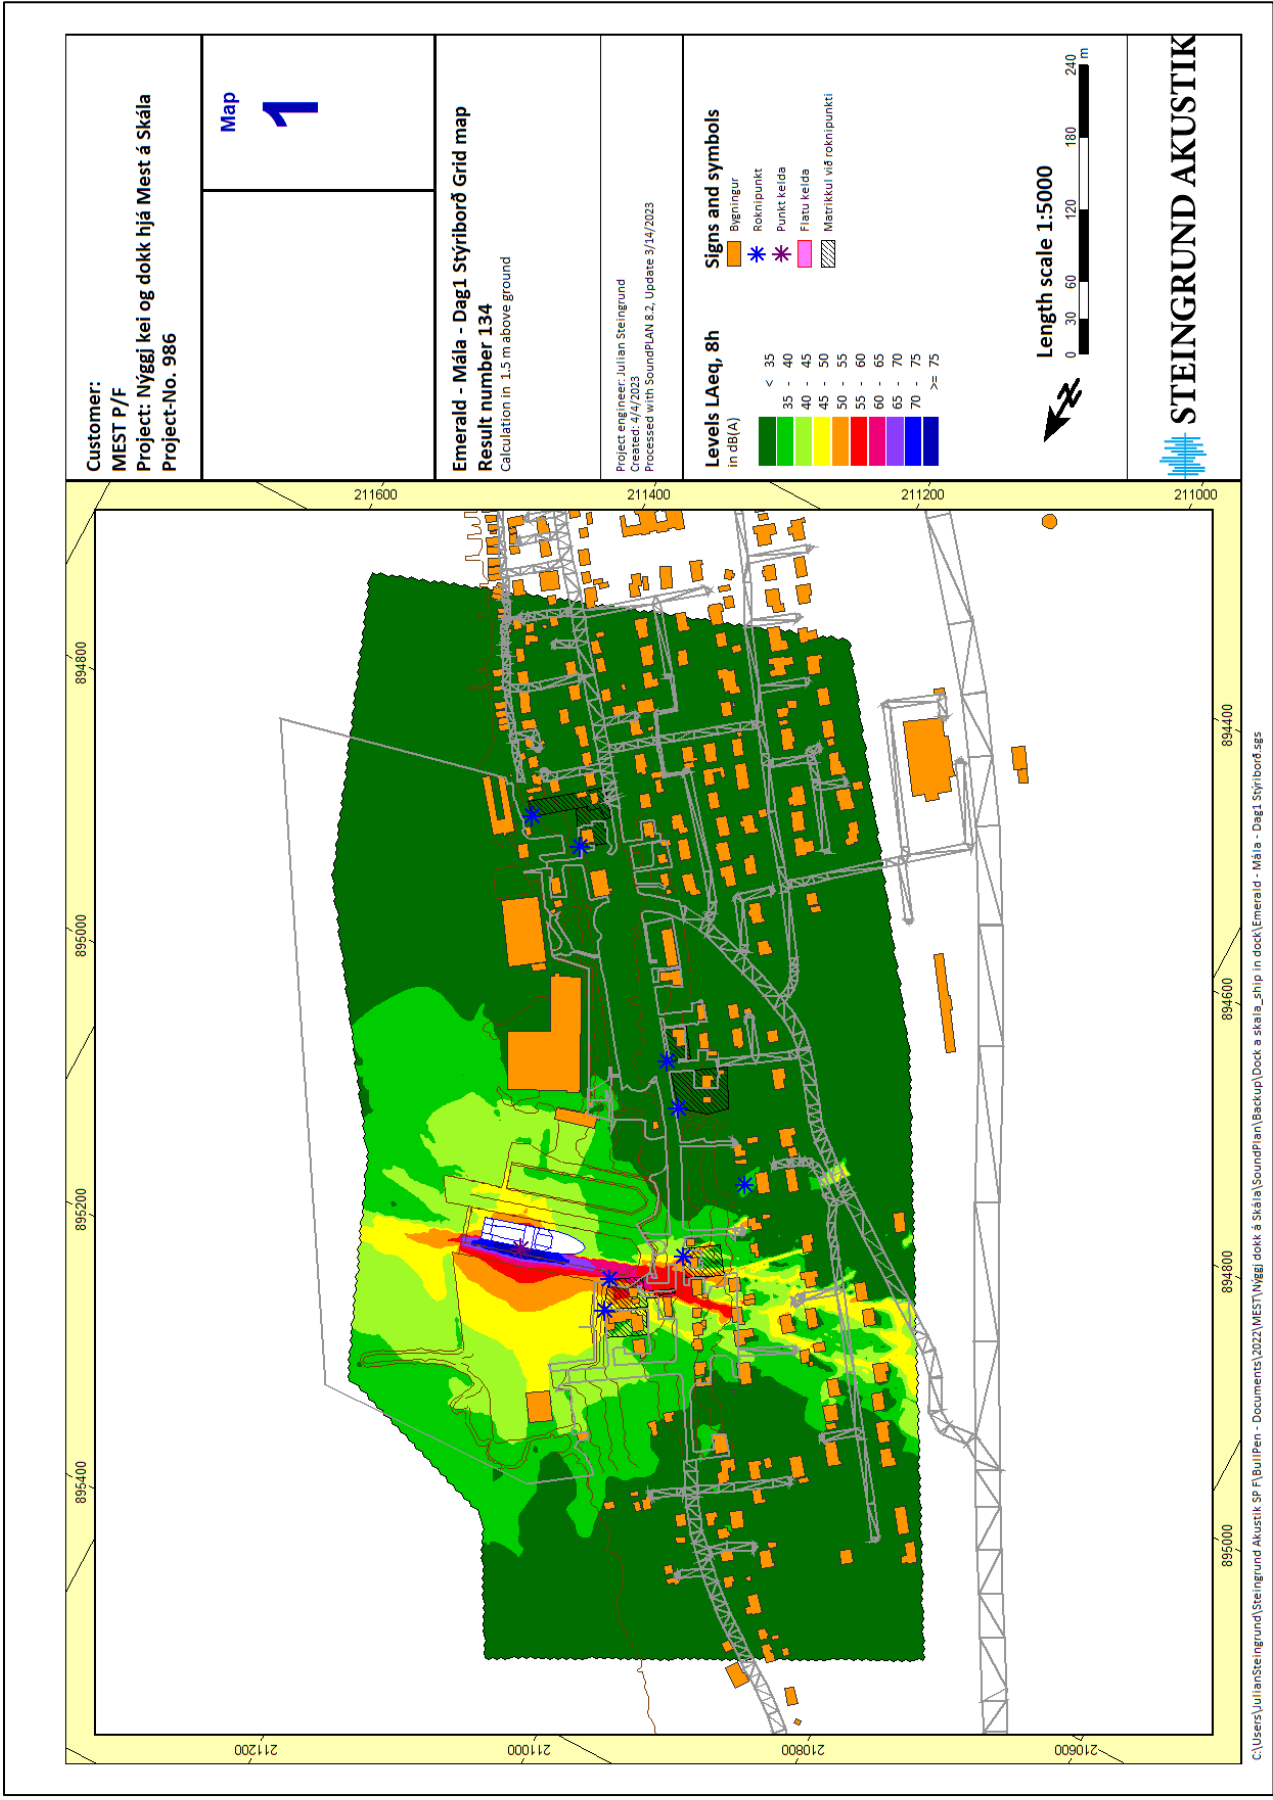 Customer:
MEST P/F
Project: Nýggj kei og dokk hjá Mest á Skála
Project-No. 986
Map
1
Emerald - Mála - Dag1 Stýriborð Grid map
Result number 134
Calculation in 1.5 m above ground
Project engineer: Julian Steingrund
Created: 4/4/2023
Processed with SoundPLAN 8.2, Update 3/14/2023
Levels LAeq, 8h
in dB(A)
< 35
35 - 40
40 - 45
45 - 50
50 - 55
55 - 60
60 - 65
65 - 70
70 - 75
>= 75
Signs and symbols
Bygningur
Roknipunkt
Punkt kelda
Flatu kelda
Matrikkul við roknipunkti
Length scale 1:5000
0 30 60 120 180 240
m
STEINGRUND AKUSTIK
211600
211400
211200
211000
894800
895000
895200
895400
894400
894600
894800
895000
211200
211000
210800
210600
C:\Users\JulianSteingrund\Steingrund Akustik SP F\BullPen - Documents\2022\MEST\Nýggj dokk á Skála\SoundPlan\Backup\Dock a skala_ship in dock\Emerald - Mála - Dag1 Stýriborð.sgs